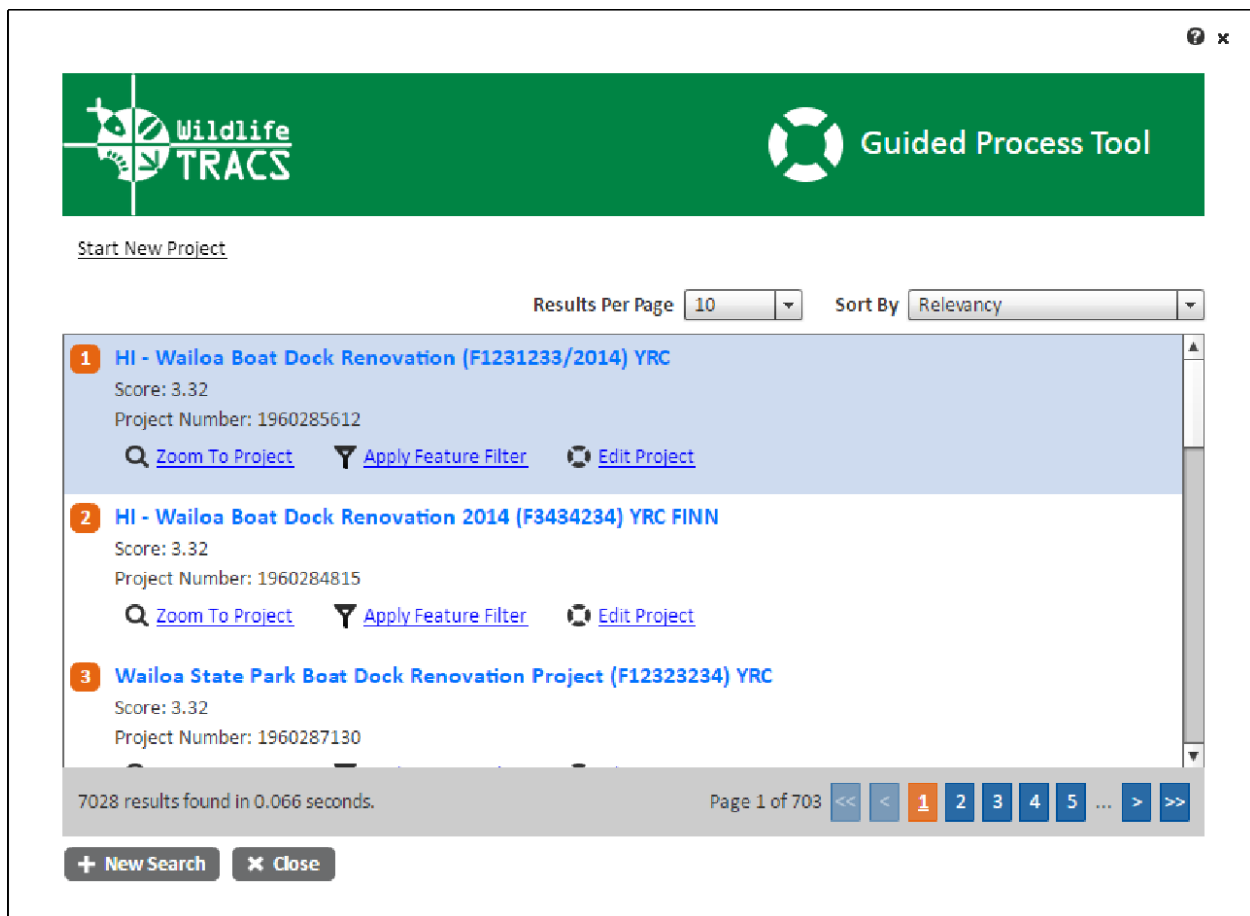 Wildlife
TRACS
Guided Process Tool
Start New Project
Results Per Page 10 Sort By Relevancy
1 HI - Wailoa Boat Dock Renovation (F1231233/2014) YRC
Score: 3.32
Project Number: 1960285612
Zoom To Project Apply Feature Filter Edit Project
2 HI - Wailoa Boat Dock Renovation 2014 (F3434234) YRC FINN
Score: 3.32
Project Number: 1960284815
Zoom To Project Apply Feature Filter Edit Project
3 Wailoa State Park Boat Dock Renovation Project (F12323234) YRC
Score: 3.32
Project Number: 1960287130
7028 results found in 0.066 seconds. Page 1 of 703 << < 1 2 3 4 5 ... > >>
New Search Close